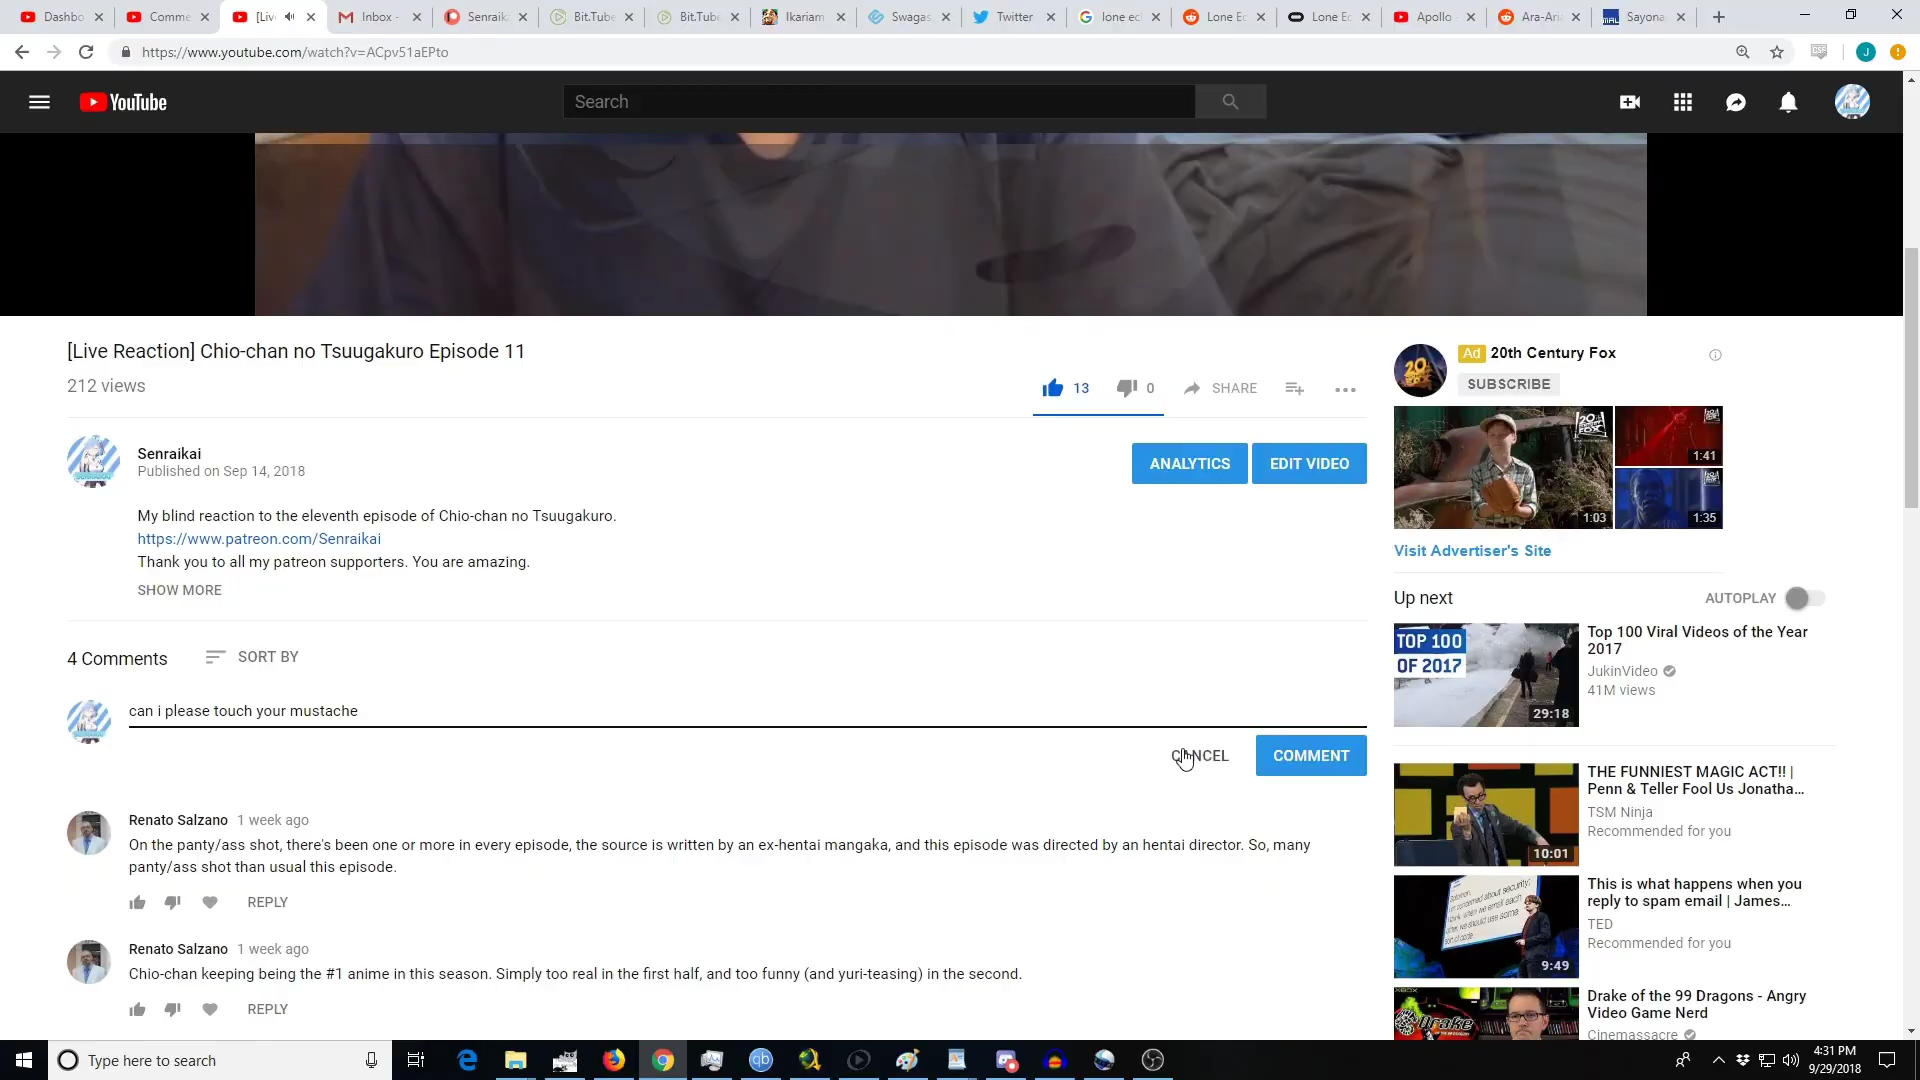 Dashbo
Comme
[Live
Inbox -
Senraik
Bit.Tube
Bit.Tube
Ikariam
Swagas
Twitter
lone ec
Lone Ec
Lone Ec
Apollo -
Ara-Ara
Sayona
https://www.youtube.com/watch?v=ACpv51aEPto
J
YouTube
Search
[Live Reaction] Chio-chan no Tsuugakuro Episode 11
212 views
13
0
SHARE
Senraikai
Published on Sep 14, 2018
ANALYTICS
EDIT VIDEO
My blind reaction to the eleventh episode of Chio-chan no Tsuugakuro.
https://www.patreon.com/Senraikai
Thank you to all my patreon supporters. You are amazing.
SHOW MORE
4 Comments
SORT BY
can i please touch your mustache
CANCEL
COMMENT
Renato Salzano 1 week ago
On the panty/ass shot, there's been one or more in every episode, the source is written by an ex-hentai mangaka, and this episode was directed by an hentai director. So, many
panty/ass shot than usual this episode.
REPLY
Renato Salzano 1 week ago
Chio-chan keeping being the #1 anime in this season. Simply too real in the first half, and too funny (and yuri-teasing) in the second.
REPLY
Ad 20th Century Fox
SUBSCRIBE
1:03
1:41
1:35
Visit Advertiser's Site
Up next
AUTOPLAY
TOP 100
OF 2017
29:18
Top 100 Viral Videos of the Year
2017
JukinVideo
41M views
10:01
THE FUNNIEST MAGIC ACT!! |
Penn & Teller Fool Us Jonatha...
TSM Ninja
Recommended for you
9:49
This is what happens when you
reply to spam email | James...
TED
Recommended for you
Drake of the 99 Dragons - Angry
Video Game Nerd
Cinemassacre
Type here to search
4:31 PM
9/29/2018